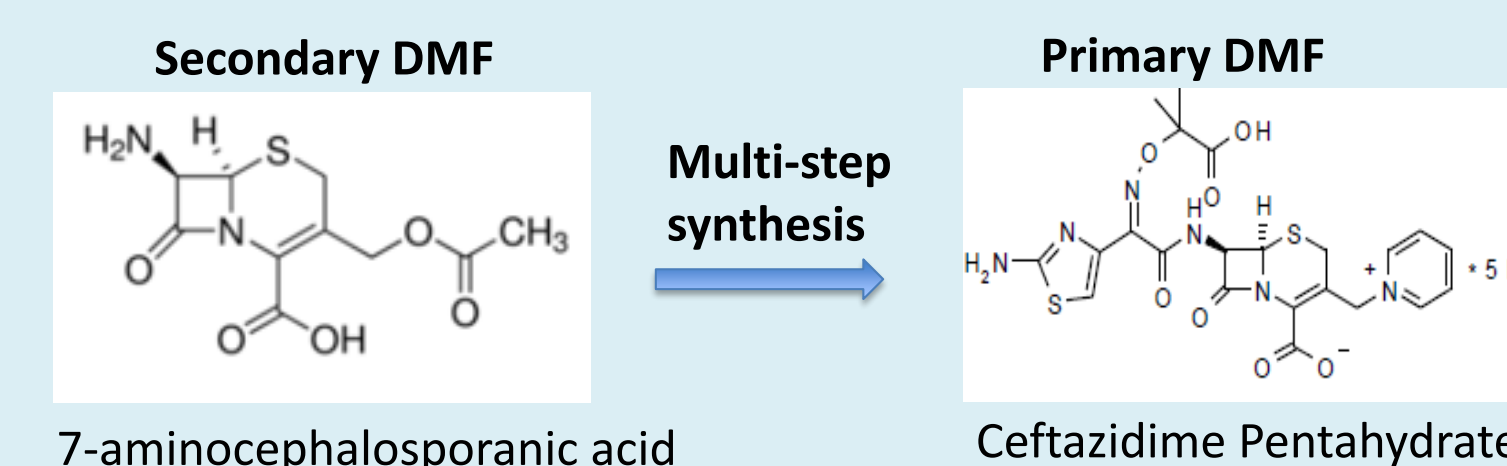 Secondary DMF
Primary DMF
Multi-step
synthesis
H₂N
H
S
N
O
O
CH₃
O
O
OH
OH
O
O
N
H
N
H
S
N
H₂N
S
O
O
N
+
N
* 5
O
O
−
7-aminocephalosporanic acid
Ceftazidime Pentahydrate